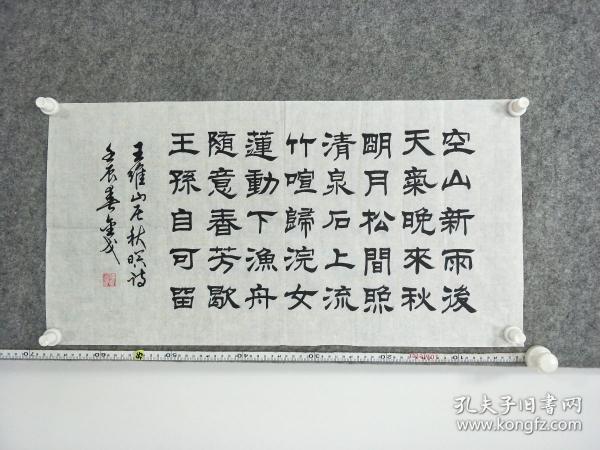 空山新雨後
天氣晚來秋
朙月松間照
清泉石上流
竹喧歸浣女
蓮動下漁舟
隨意春芳歇
王孫自可留
王維山居秋暝詩
壬辰春
孔夫子旧书网
www.kongfz.com